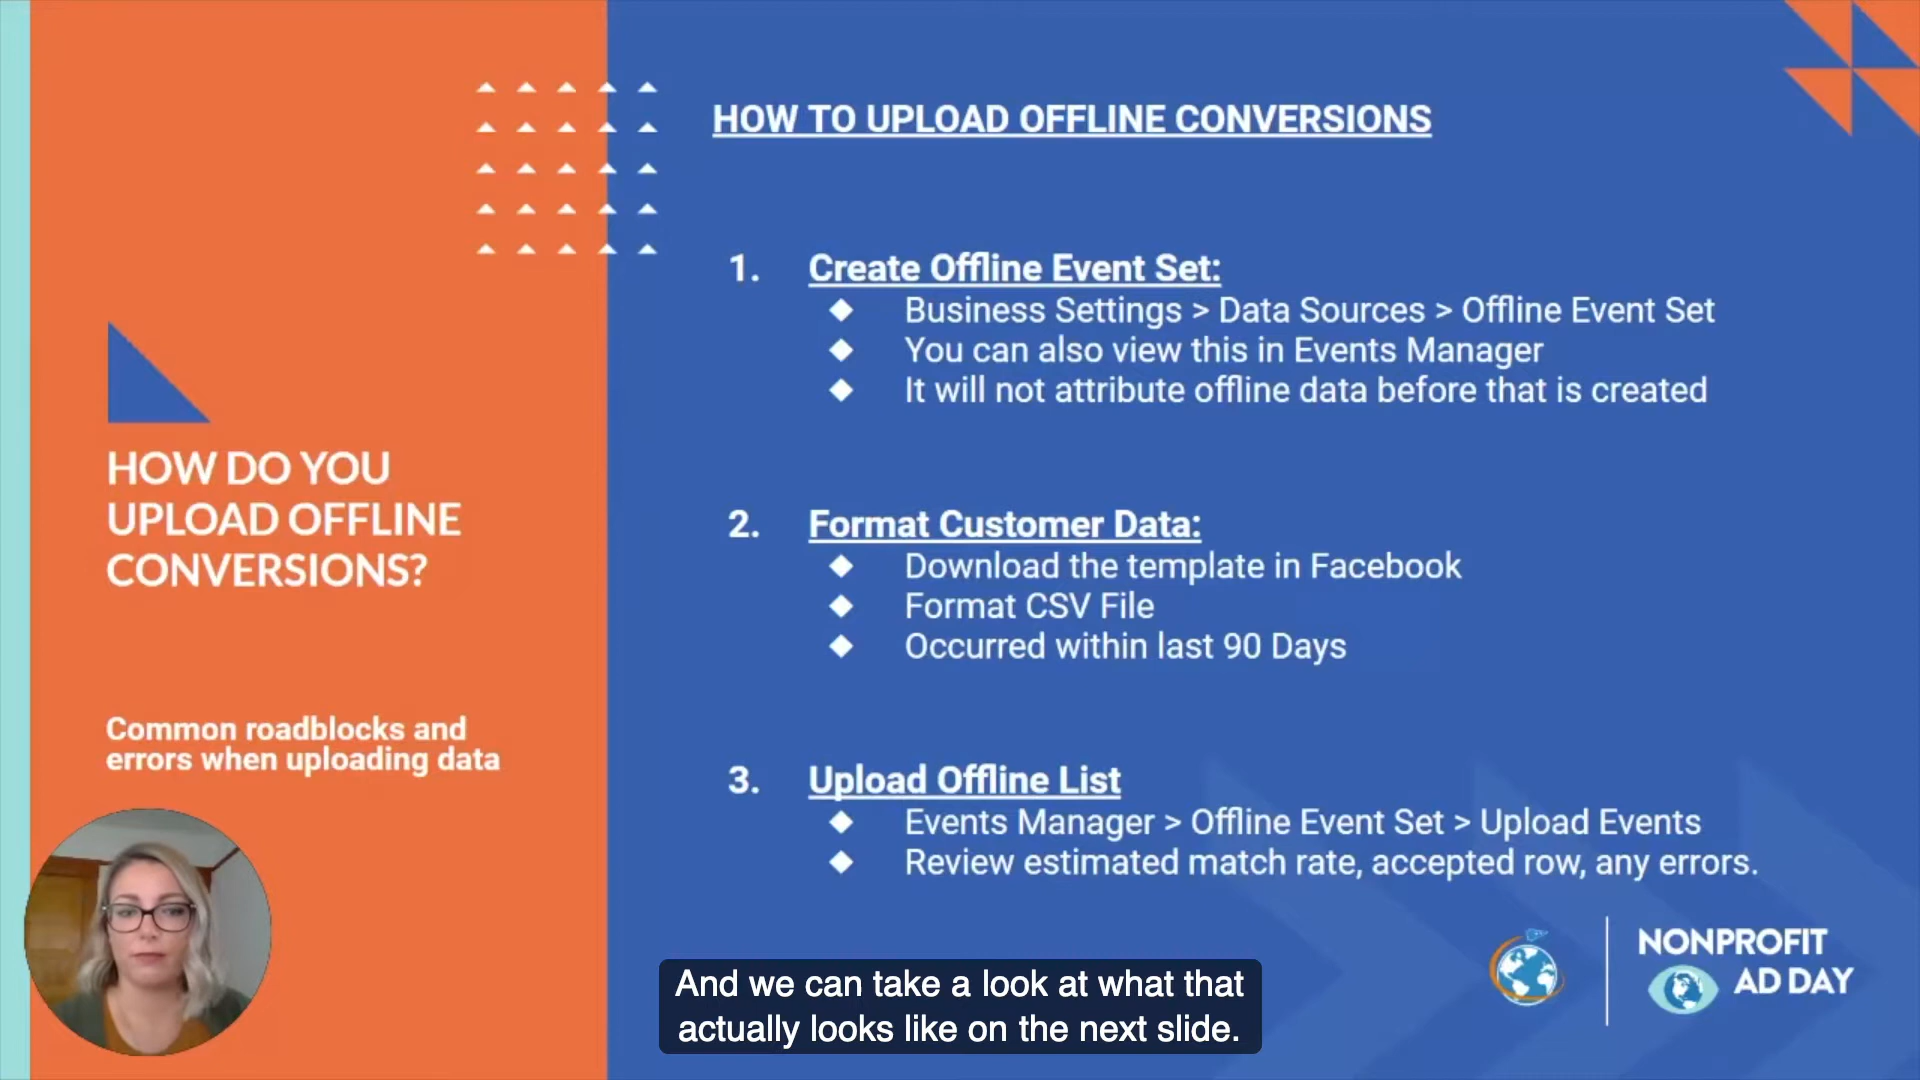 HOW DO YOU
UPLOAD OFFLINE
CONVERSIONS?
Common roadblocks and
errors when uploading data
HOW TO UPLOAD OFFLINE CONVERSIONS
1. Create Offline Event Set:
◆ Business Settings > Data Sources > Offline Event Set
◆ You can also view this in Events Manager
◆ It will not attribute offline data before that is created
2. Format Customer Data:
◆ Download the template in Facebook
◆ Format CSV File
◆ Occurred within last 90 Days
3. Upload Offline List
◆ Events Manager > Offline Event Set > Upload Events
◆ Review estimated match rate, accepted row, any errors.
NONPROFIT
AD DAY
And we can take a look at what that
actually looks like on the next slide.